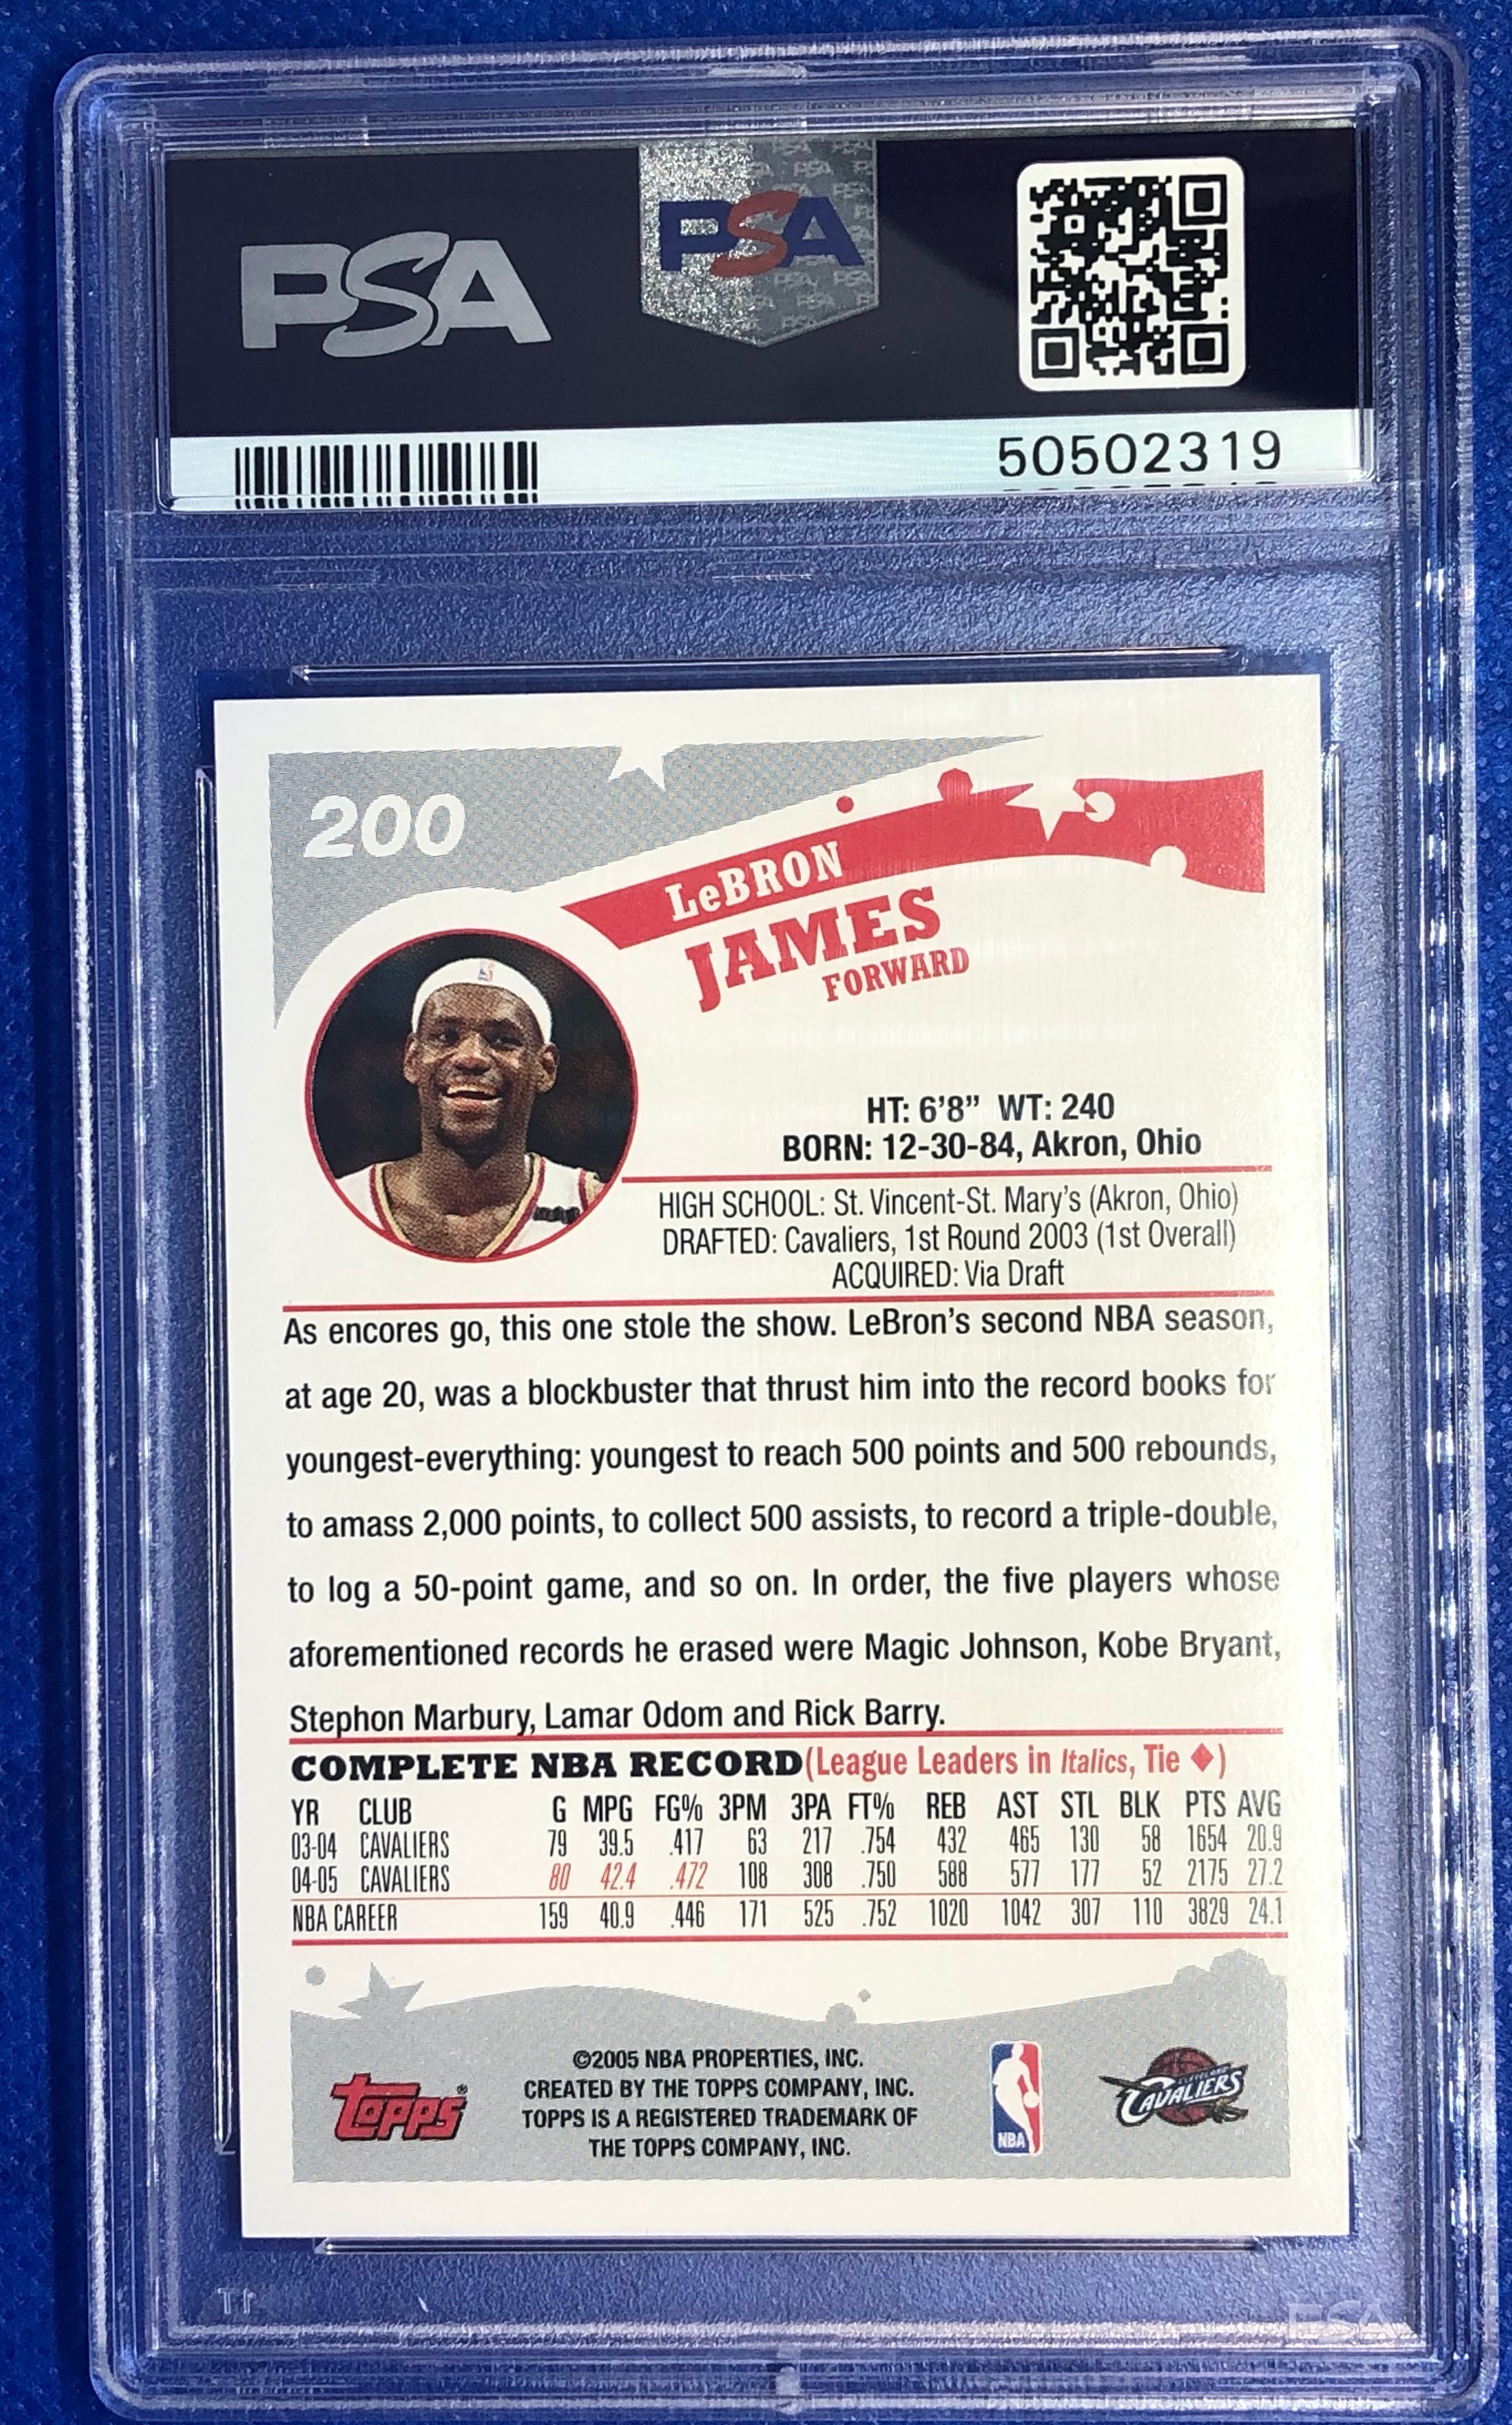 PSA
PSA
50502319
200
LeBRON
JAMES
FORWARD
HT: 6'8" WT: 240
BORN: 12-30-84, Akron, Ohio
HIGH SCHOOL: St. Vincent-St. Mary's (Akron, Ohio)
DRAFTED: Cavaliers, 1st Round 2003 (1st Overall)
ACQUIRED: Via Draft
As encores go, this one stole the show. LeBron's second NBA season,
at age 20, was a blockbuster that thrust him into the record books for
youngest-everything: youngest to reach 500 points and 500 rebounds,
to amass 2,000 points, to collect 500 assists, to record a triple-double,
to log a 50-point game, and so on. In order, the five players whose
aforementioned records he erased were Magic Johnson, Kobe Bryant,
Stephon Marbury, Lamar Odom and Rick Barry.
COMPLETE NBA RECORD (League Leaders in Italics, Tie ♦)
YR CLUB G MPG FG% 3PM 3PA FT% REB AST STL BLK PTS AVG
03-04 CAVALIERS 79 39.5 .417 63 217 .754 432 465 130 58 1654 20.9
04-05 CAVALIERS 80 42.4 .472 108 308 .750 588 577 177 52 2175 27.2
NBA CAREER 159 40.9 .446 171 525 .752 1020 1042 307 110 3829 24.1
©2005 NBA PROPERTIES, INC.
CREATED BY THE TOPPS COMPANY, INC.
TOPPS IS A REGISTERED TRADEMARK OF
THE TOPPS COMPANY, INC.
Topps®
NBA
CAVALIERS
PSA